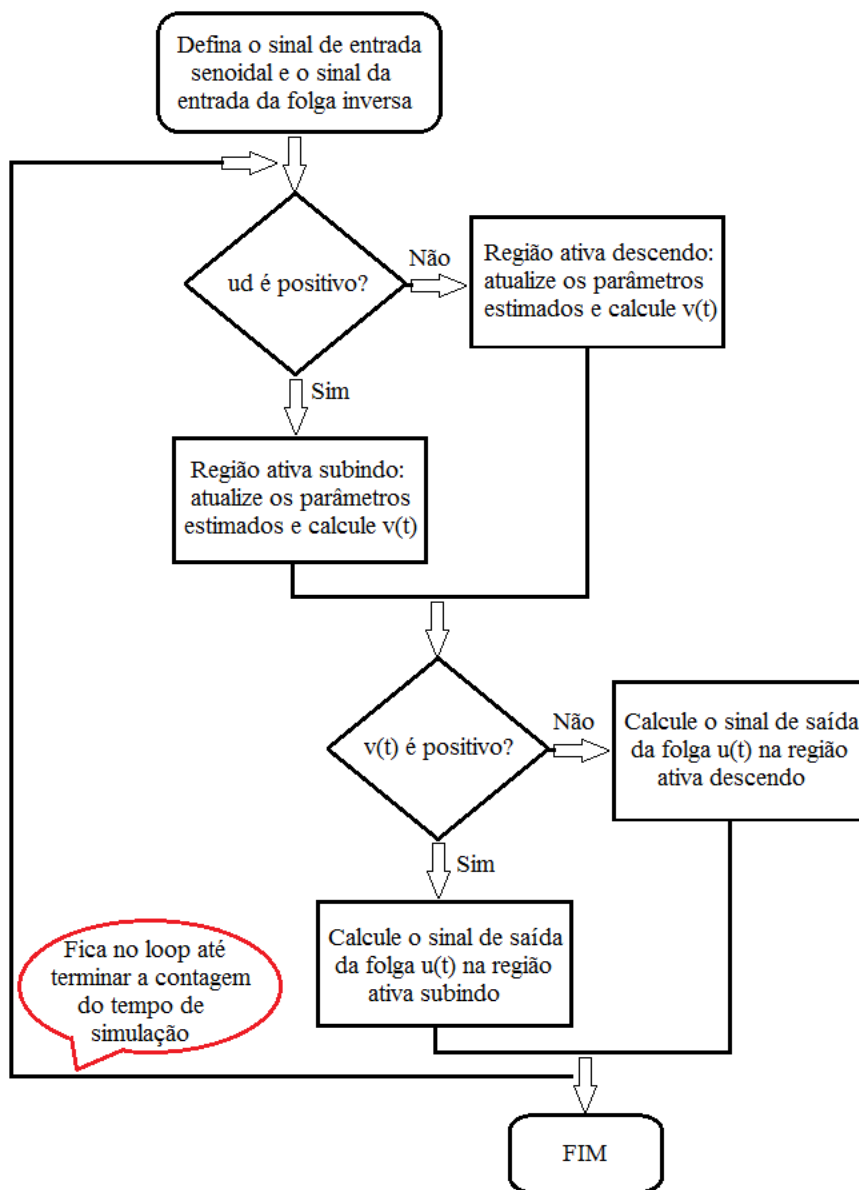 Defina o sinal de entrada
senoidal e o sinal da
entrada da folga inversa
ud é positivo?
Não
Região ativa descendo:
atualize os parâmetros
estimados e calcule v(t)
Sim
Região ativa subindo:
atualize os parâmetros
estimados e calcule v(t)
v(t) é positivo?
Não
Calcule o sinal de saída
da folga u(t) na região
ativa descendo
Sim
Calcule o sinal de saída
da folga u(t) na região
ativa subindo
Fica no loop até
terminar a contagem
do tempo de
simulação
FIM